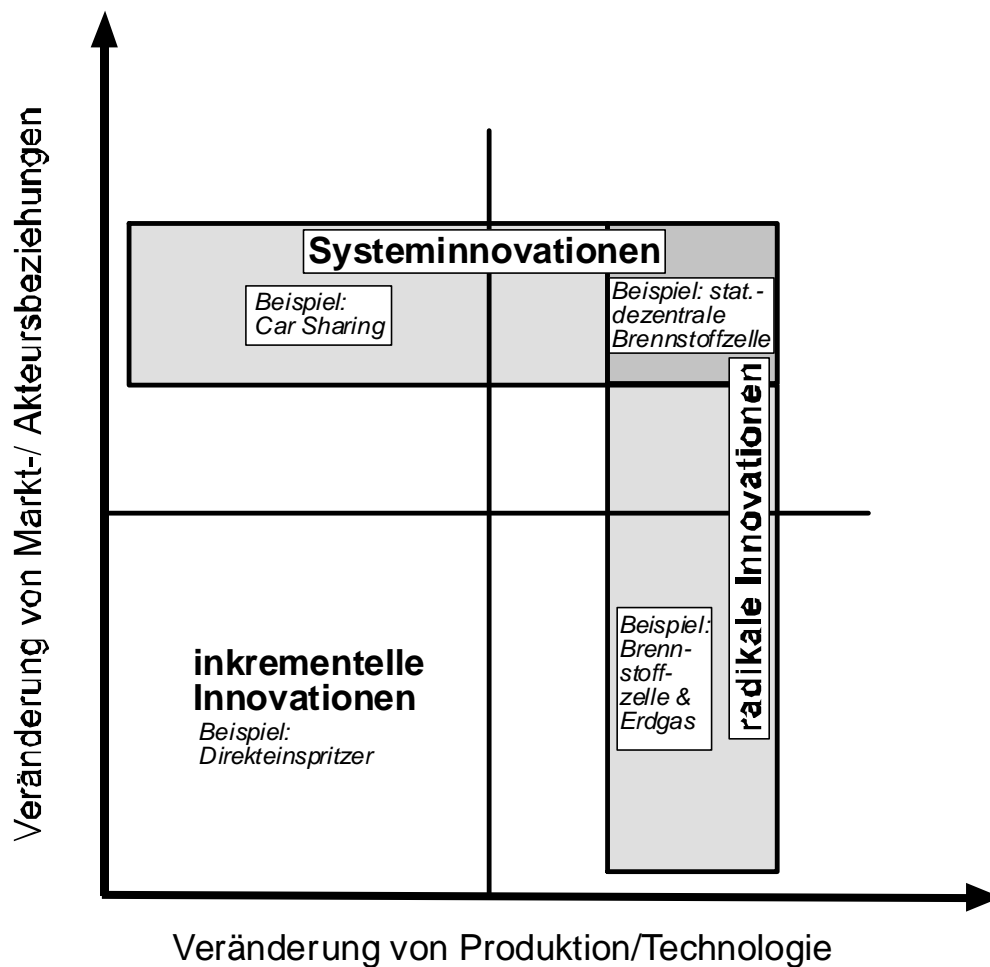 Veränderung von Markt-/ Akteursbeziehungen
Systeminnovationen
Beispiel:
Car Sharing
Beispiel: stat.-
dezentrale
Brennstoffzelle
radikale Innovationen
inkrementelle
Innovationen
Beispiel:
Direkteinspritzer
Beispiel:
Brenn-
stoff-
zelle &
Erdgas
Veränderung von Produktion/Technologie